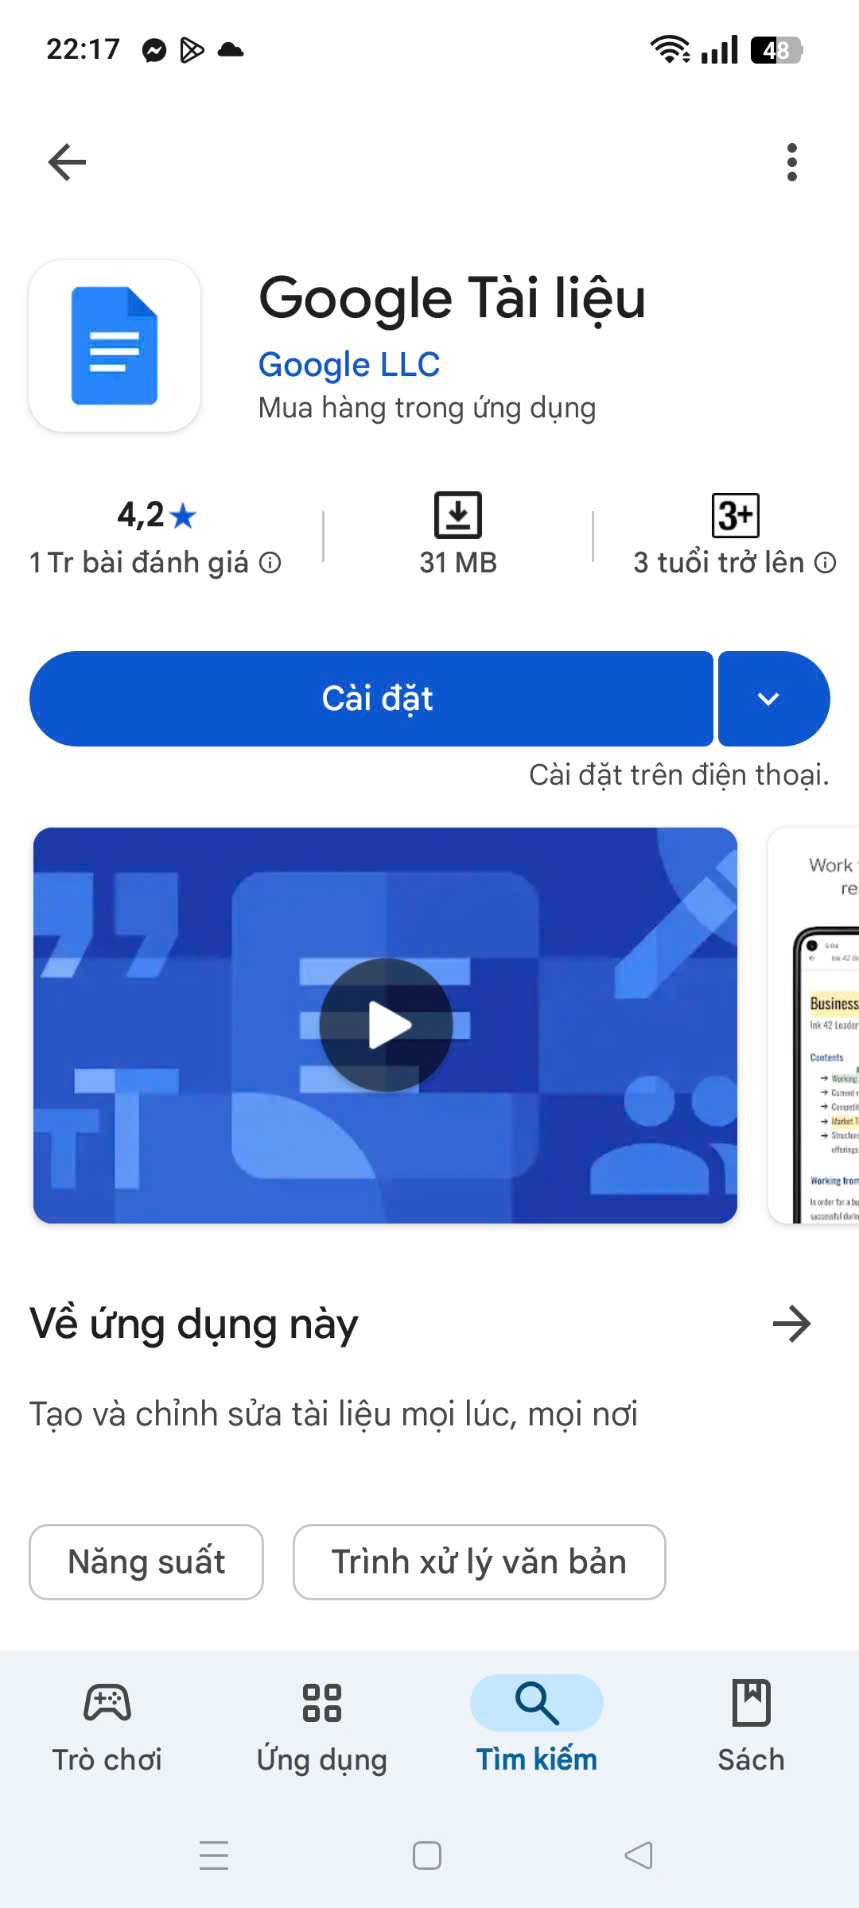 22:17
48
Google Tài liệu
Google LLC
Mua hàng trong ứng dụng
4,2★
3+
1 Tr bài đánh giá
31 MB
3 tuổi trở lên
Cài đặt
Cài đặt trên điện thoại.
Work
re
Business
Ink 42 Leader
Contents
Working
Current
Competit
Market T
Structure
offerings
Working from
In order for a bu
successful durin
Về ứng dụng này
Tạo và chỉnh sửa tài liệu mọi lúc, mọi nơi
Năng suất
Trình xử lý văn bản
Trò chơi
Ứng dụng
Tìm kiếm
Sách